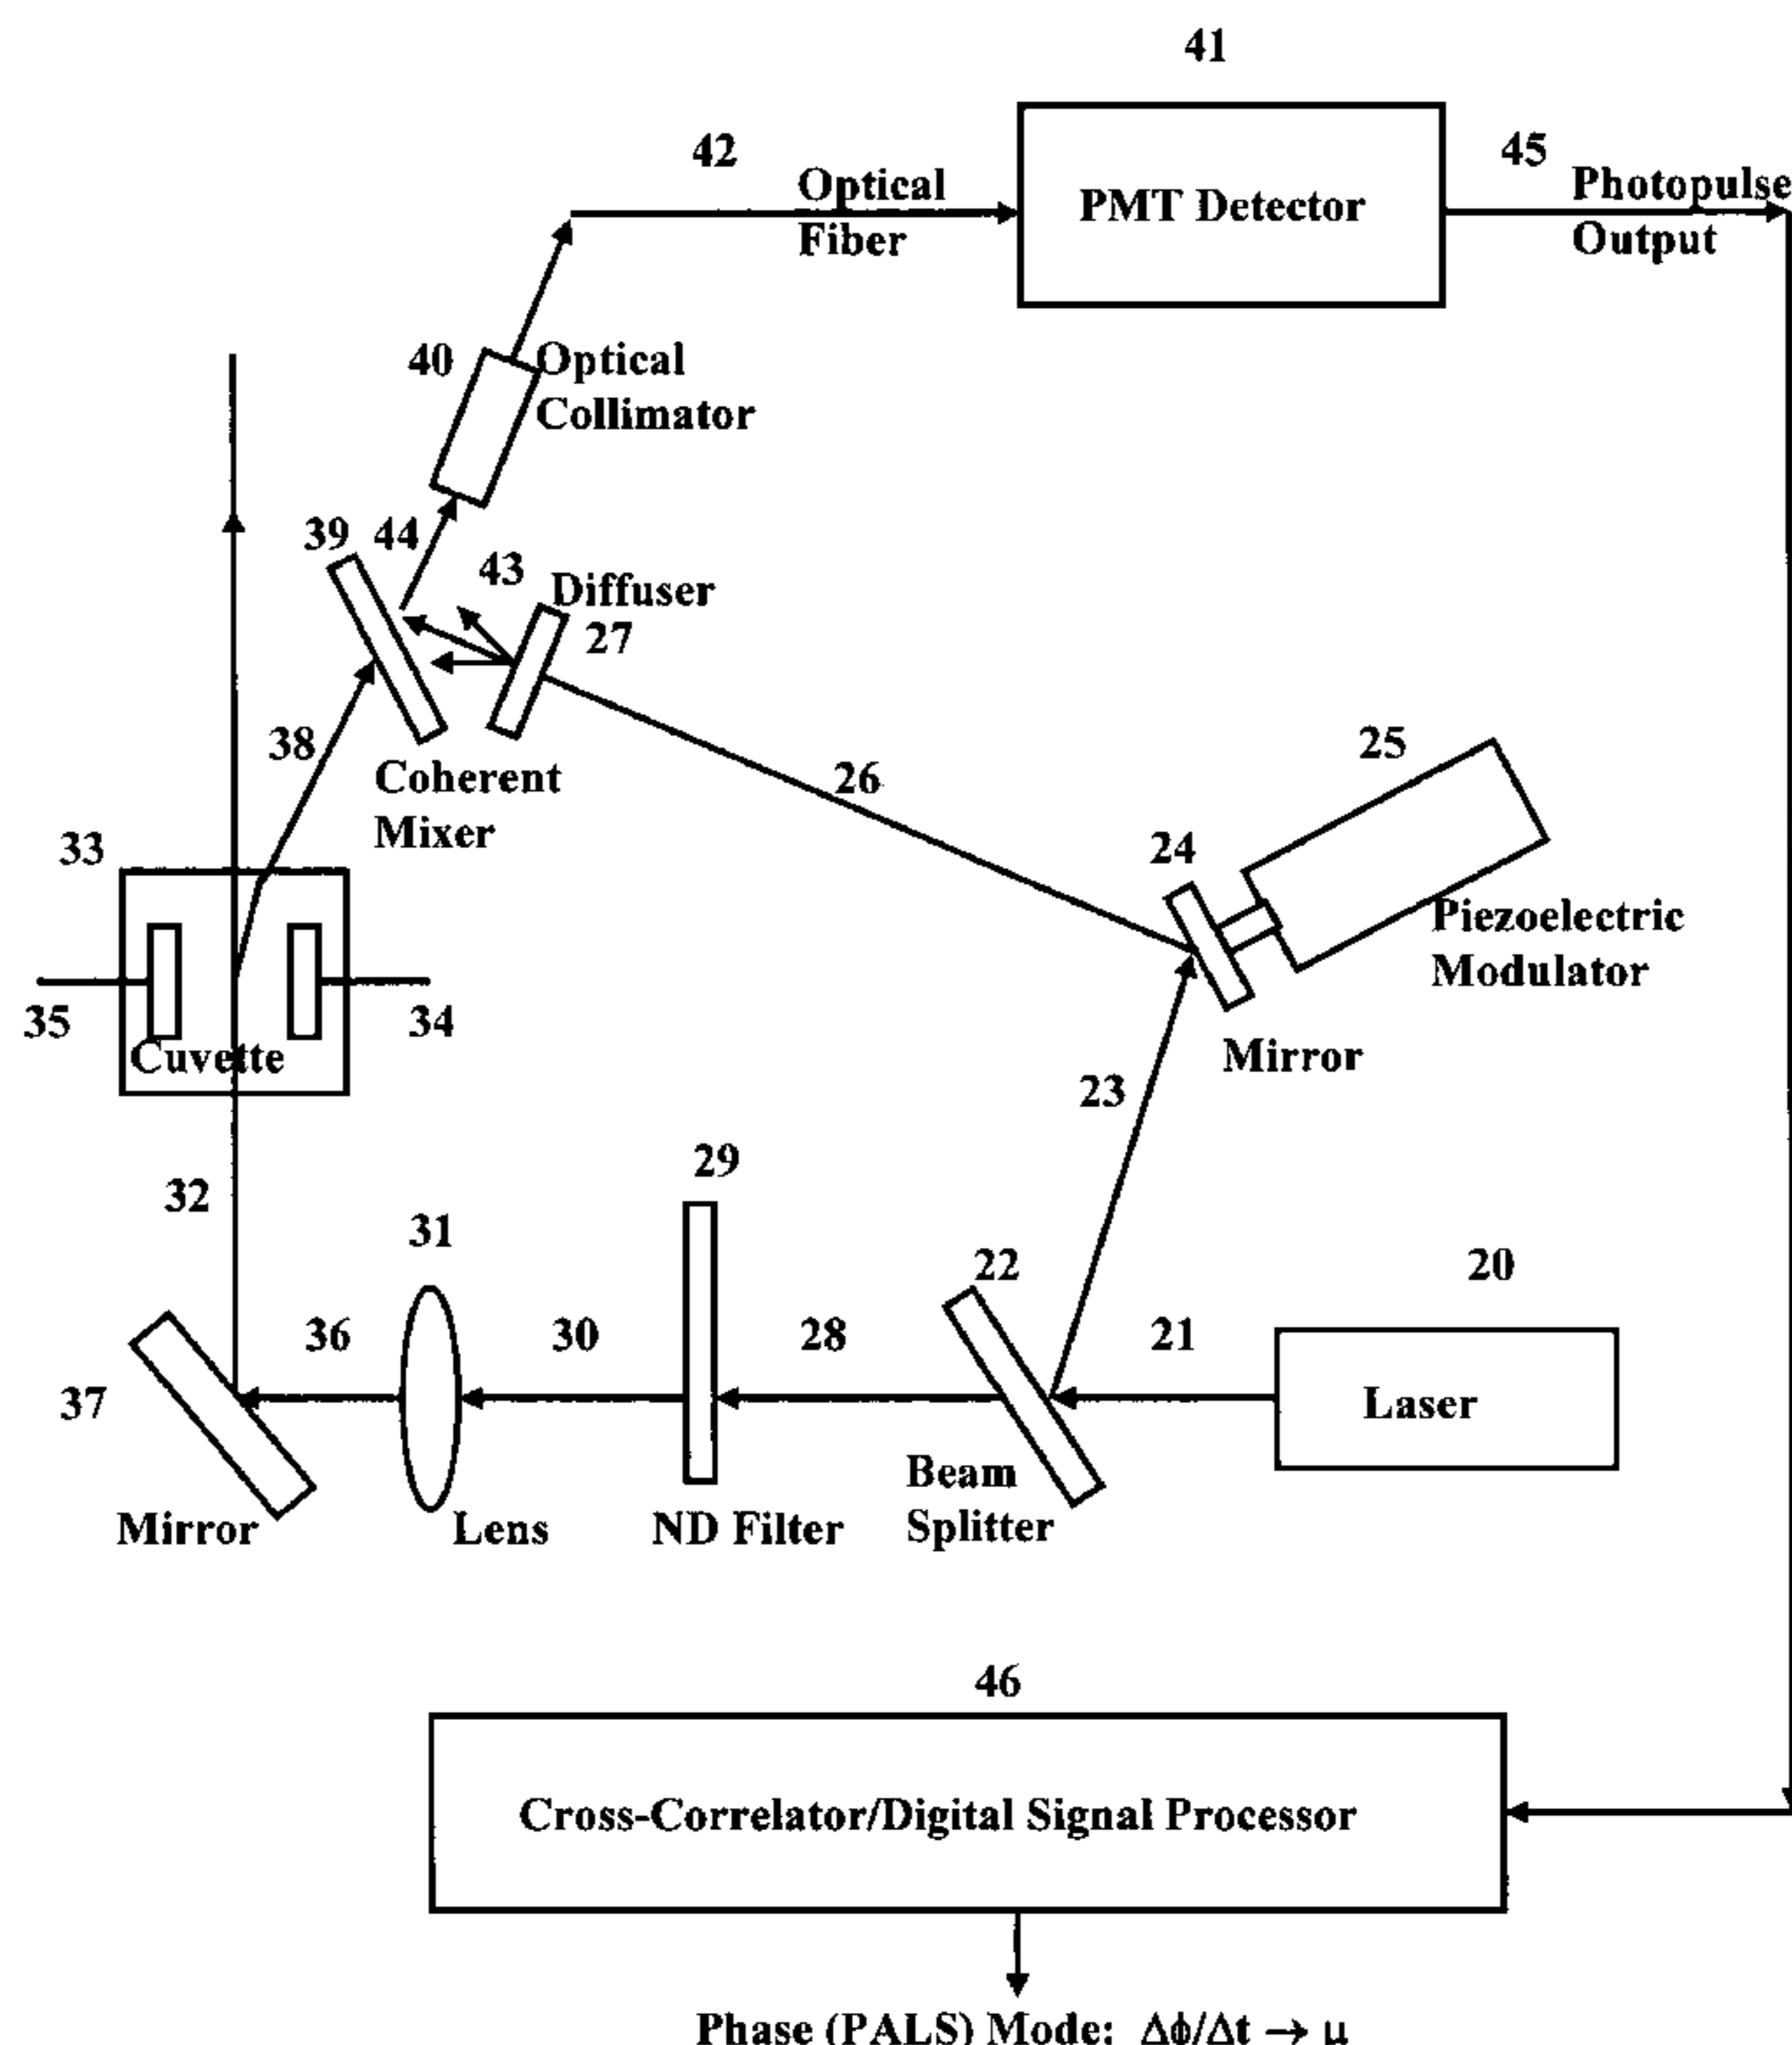 41
42
45
Optical
Fiber
PMT Detector
Photopulse
Output
40
Optical
Collimator
39
44
43
Diffuser
27
38
Coherent
Mixer
26
25
24
Piezoelectric
Modulator
Mirror
33
35
34
Cuvette
23
32
29
31
22
20
36
30
28
21
37
Laser
Mirror
Lens
ND Filter
Beam
Splitter
46
Cross-Correlator/Digital Signal Processor
Phase (PALS) Mode: Δϕ/Δt → μ